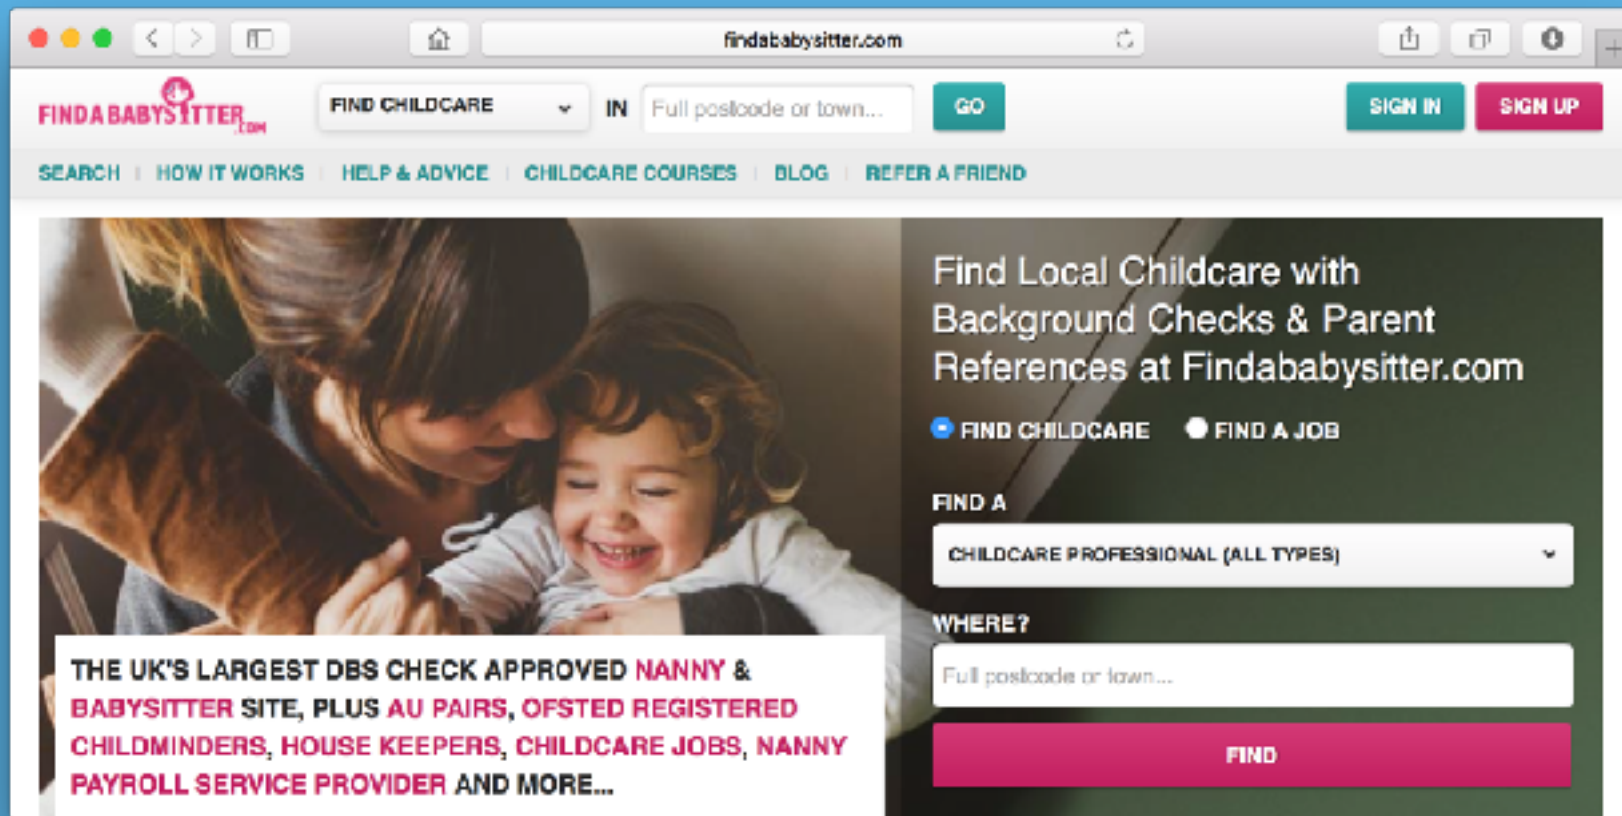 findababysitter.com
FINDABABYSITTER.COM
FIND CHILDCARE
IN
Full postcode or town...
GO
SIGN IN
SIGN UP
SEARCH
HOW IT WORKS
HELP & ADVICE
CHILDCARE COURSES
BLOG
REFER A FRIEND
Find Local Childcare with
Background Checks & Parent
References at Findababysitter.com
FIND CHILDCARE
FIND A JOB
FIND A
CHILDCARE PROFESSIONAL (ALL TYPES)
WHERE?
Full postcode or town...
FIND
THE UK'S LARGEST DBS CHECK APPROVED NANNY &
BABYSITTER SITE, PLUS AU PAIRS, OFSTED REGISTERED
CHILDMINDERS, HOUSE KEEPERS, CHILDCARE JOBS, NANNY
PAYROLL SERVICE PROVIDER AND MORE...